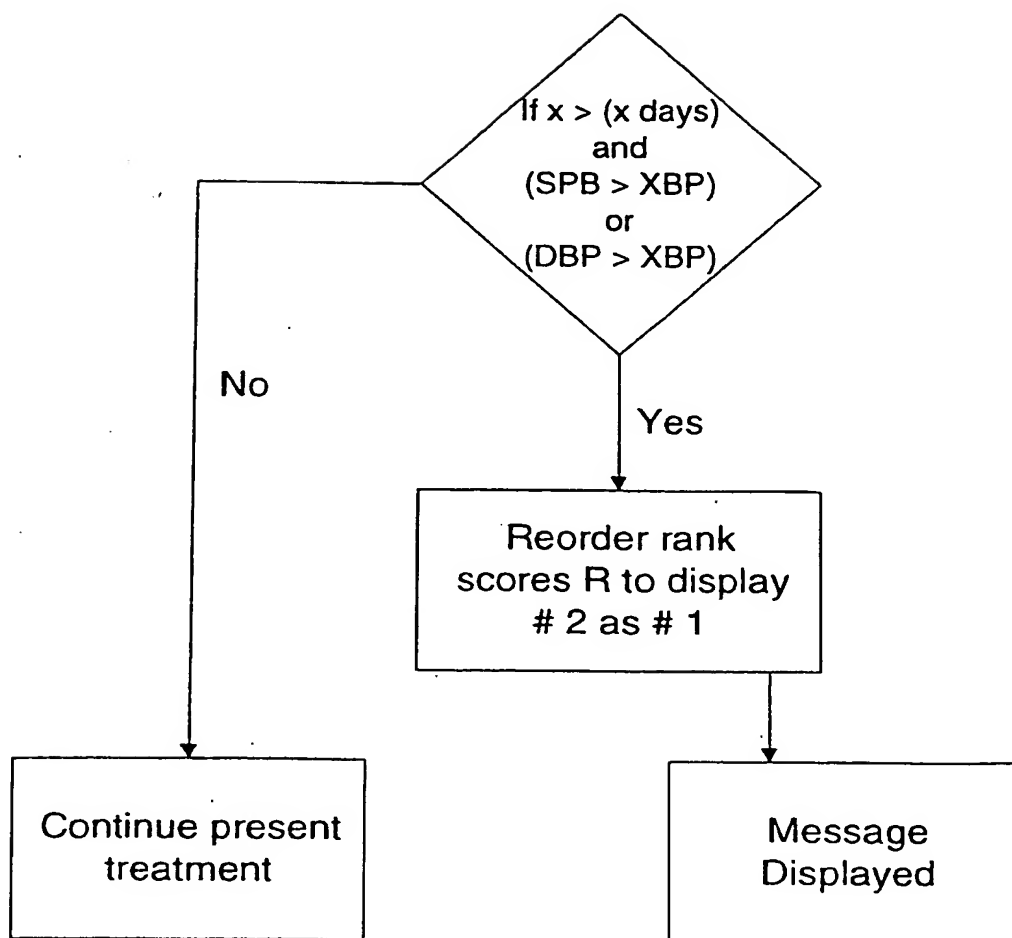 If x > (x days)
and
(SPB > XBP)
or
(DBP > XBP)
No
Yes
Reorder rank
scores R to display
# 2 as # 1
Continue present
treatment
Message
Displayed